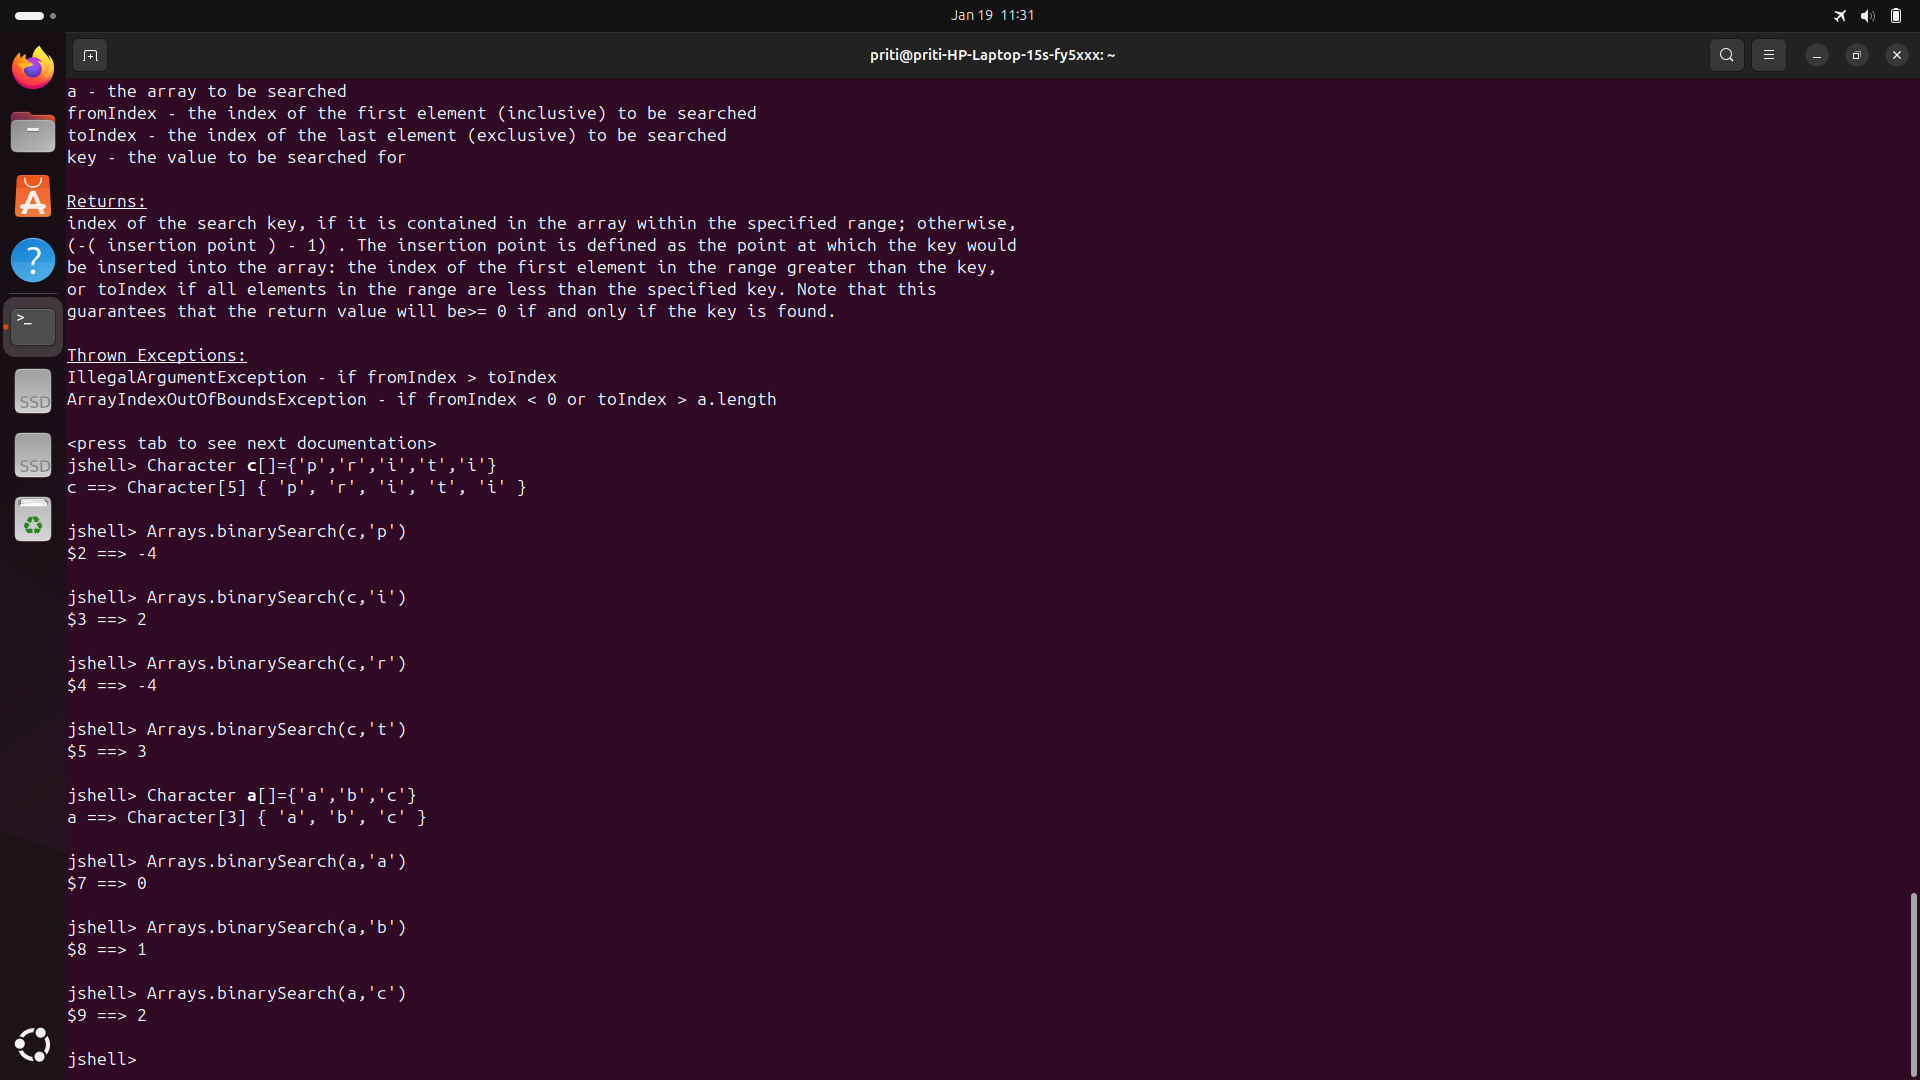 Jan 19 11:31
priti@priti-HP-Laptop-15s-fy5xxx: ~
a - the array to be searched
fromIndex - the index of the first element (inclusive) to be searched
toIndex - the index of the last element (exclusive) to be searched
key - the value to be searched for
Returns:
index of the search key, if it is contained in the array within the specified range; otherwise,
(-( insertion point ) - 1) . The insertion point is defined as the point at which the key would
be inserted into the array: the index of the first element in the range greater than the key,
or toIndex if all elements in the range are less than the specified key. Note that this
guarantees that the return value will be>= 0 if and only if the key is found.
Thrown Exceptions:
IllegalArgumentException - if fromIndex > toIndex
ArrayIndexOutOfBoundsException - if fromIndex < 0 or toIndex > a.length
<press tab to see next documentation>
jshell> Character c[]={'p','r','i','t','i'}
c ==> Character[5] { 'p', 'r', 'i', 't', 'i' }
jshell> Arrays.binarySearch(c,'p')
$2 ==> -4
jshell> Arrays.binarySearch(c,'i')
$3 ==> 2
jshell> Arrays.binarySearch(c,'r')
$4 ==> -4
jshell> Arrays.binarySearch(c,'t')
$5 ==> 3
jshell> Character a[]={'a','b','c'}
a ==> Character[3] { 'a', 'b', 'c' }
jshell> Arrays.binarySearch(a,'a')
$7 ==> 0
jshell> Arrays.binarySearch(a,'b')
$8 ==> 1
jshell> Arrays.binarySearch(a,'c')
$9 ==> 2
jshell>
A
?
>_
SSD
SSD